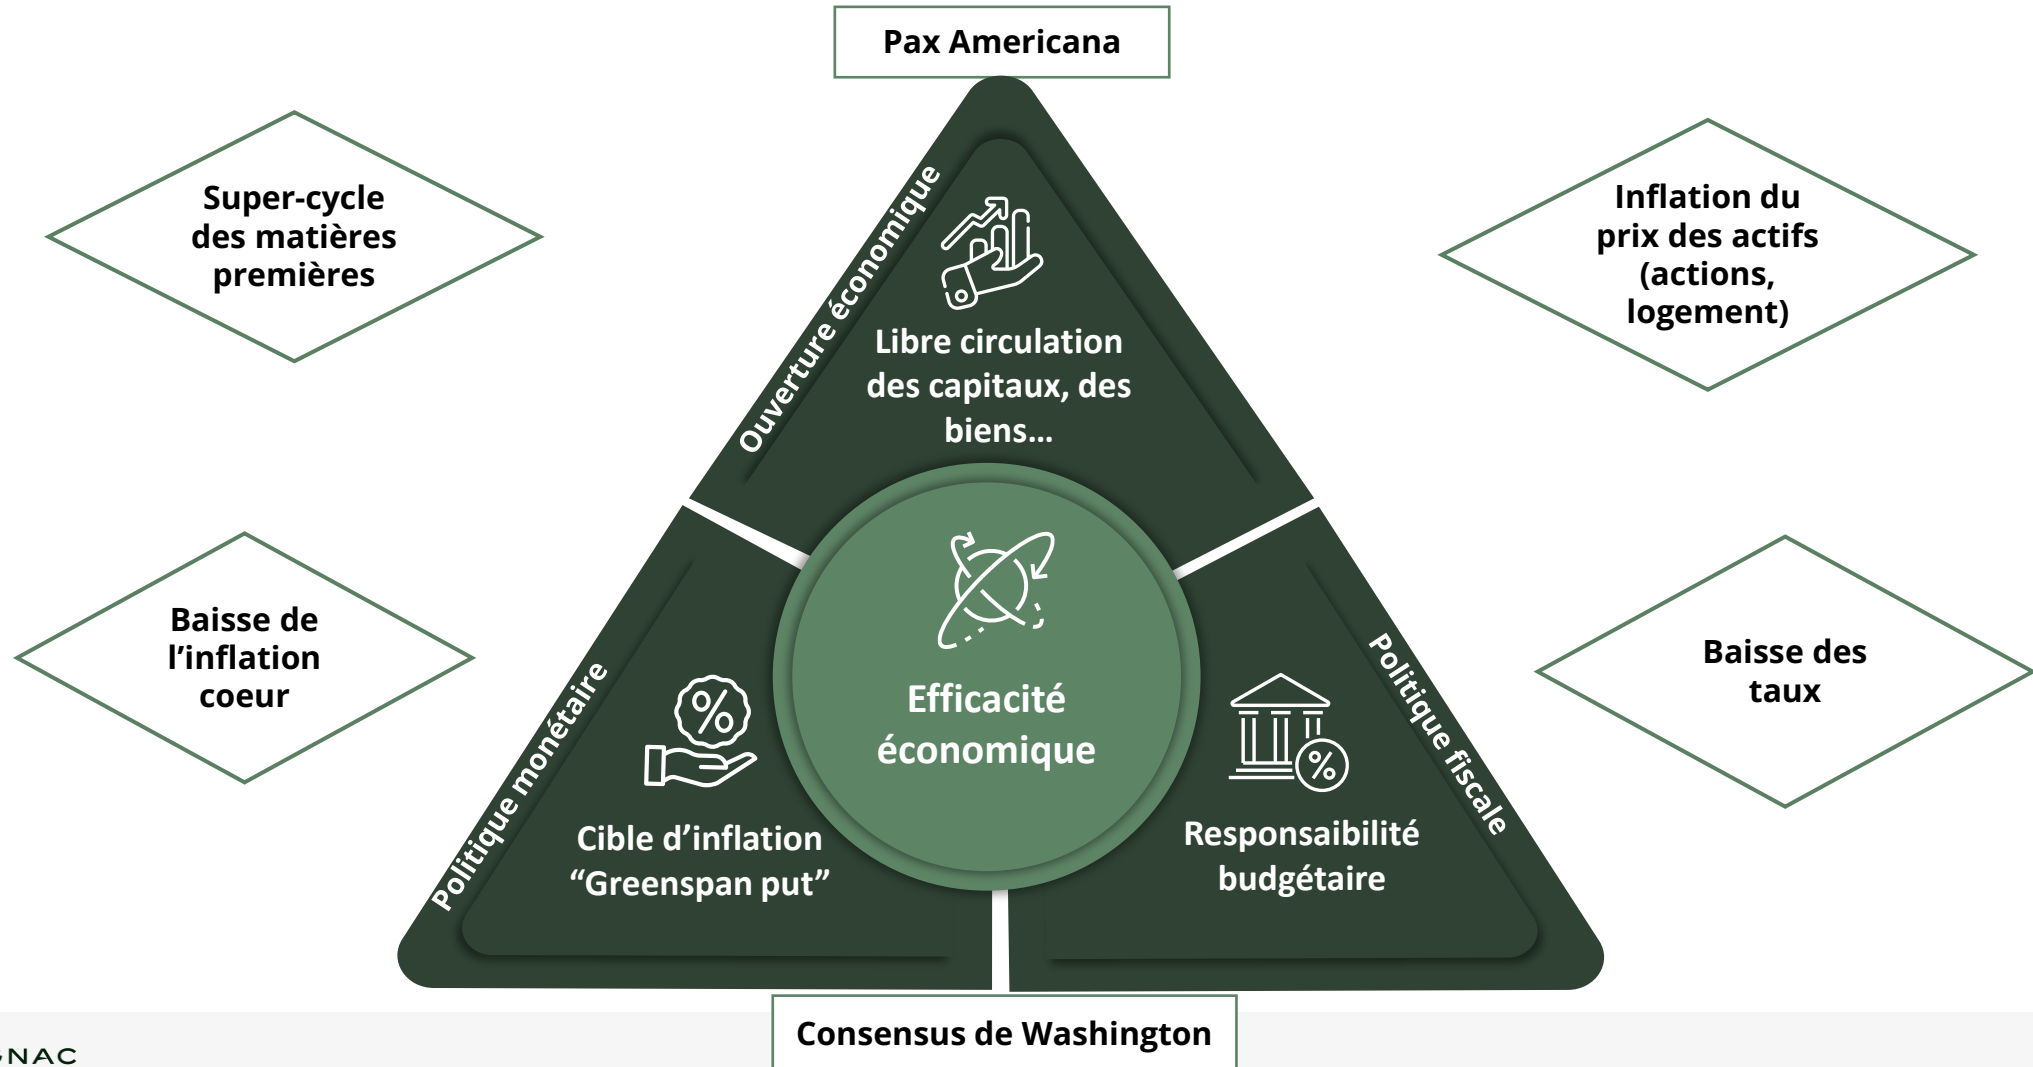 Pax Americana
Super-cycle
des matières
premières
Inflation du
prix des actifs
(actions,
logement)
Ouverture économique
Libre circulation
des capitaux, des
biens...
Baisse de
l’inflation
coeur
Efficacité
économique
Baisse des
taux
Politique monétaire
Cible d’inflation
“Greenspan put”
Politique fiscale
Responsaibilité
budgétaire
Consensus de Washington
GNAC